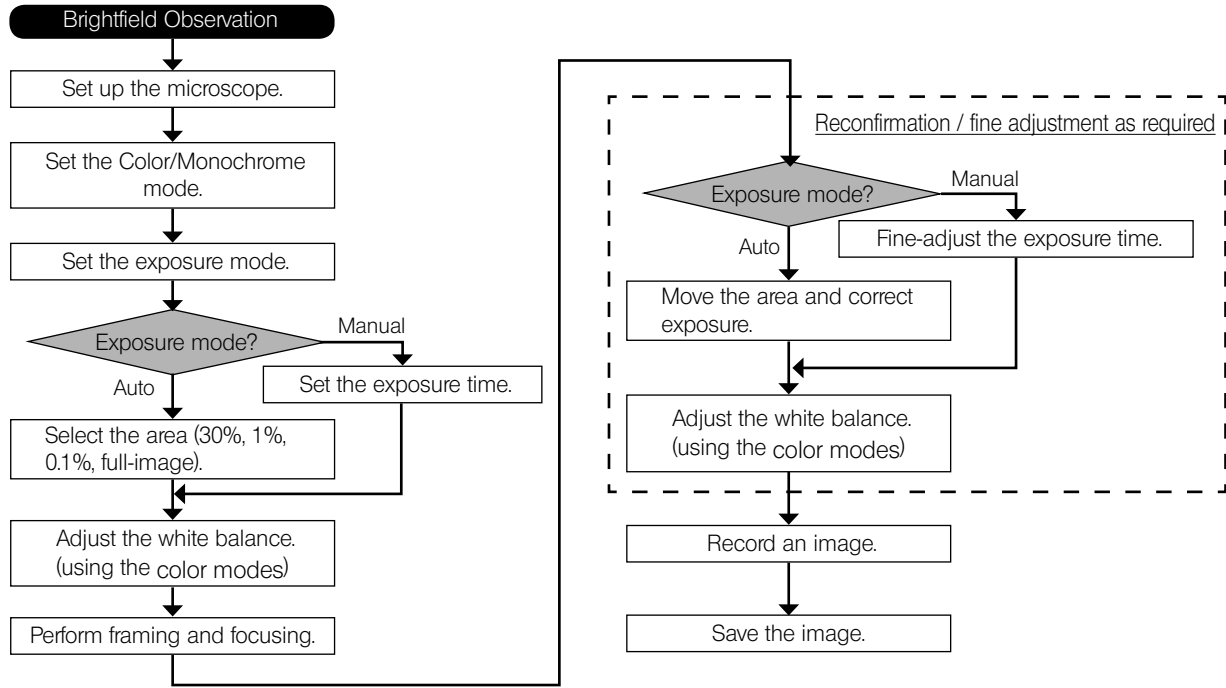 Brightfield Observation
Set up the microscope.
Set the Color/Monochrome
mode.
Set the exposure mode.
Exposure mode?
Manual
Auto
Set the exposure time.
Select the area (30%, 1%,
0.1%, full-image).
Adjust the white balance.
(using the color modes)
Perform framing and focusing.
Reconfirmation / fine adjustment as required
Exposure mode?
Manual
Auto
Fine-adjust the exposure time.
Move the area and correct
exposure.
Adjust the white balance.
(using the color modes)
Record an image.
Save the image.